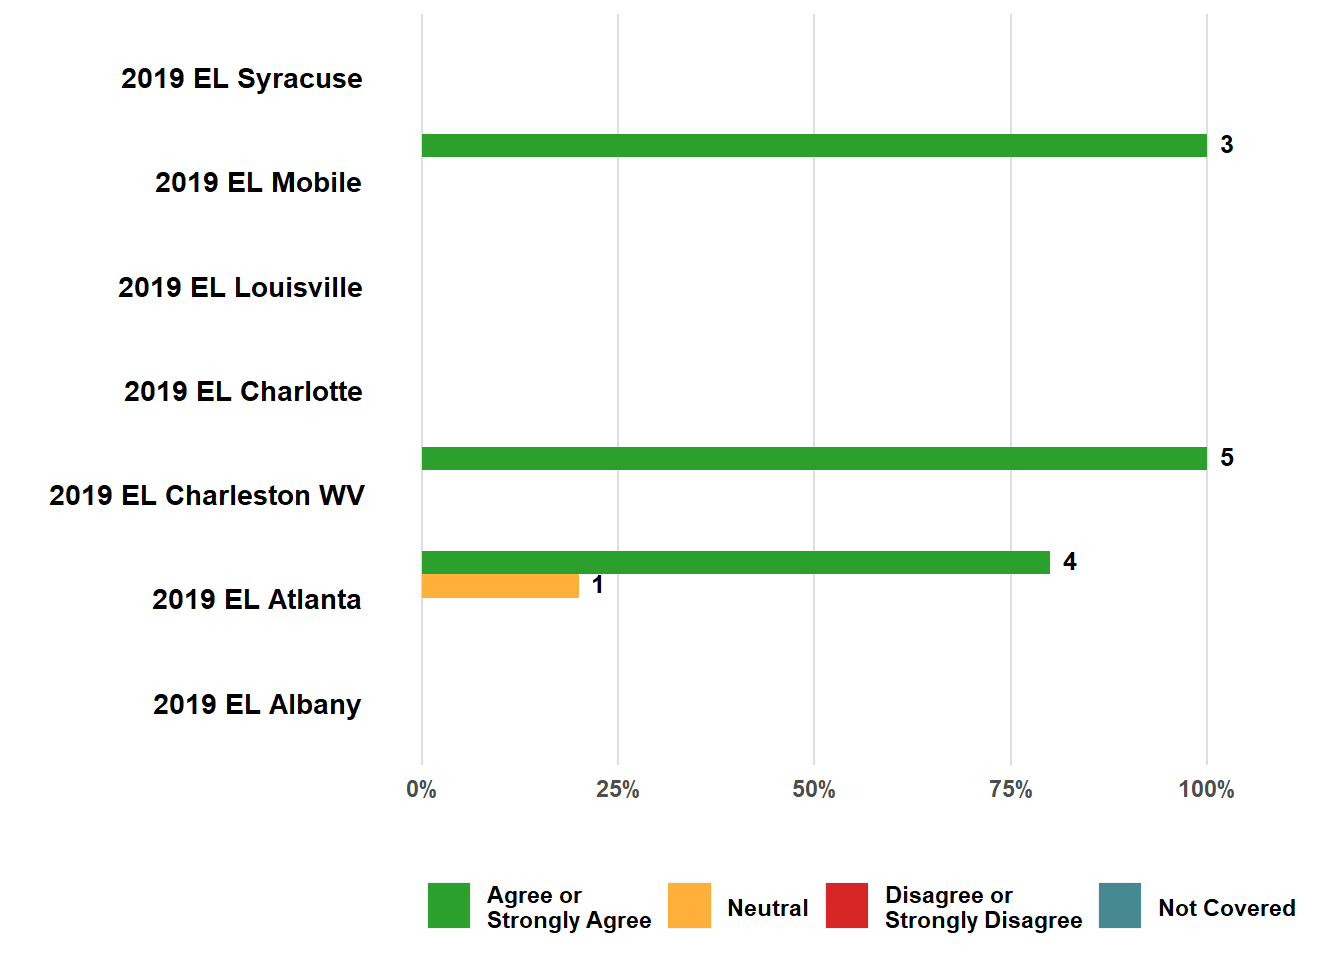 2019 EL Syracuse
3
2019 EL Mobile
2019 EL Louisville
2019 EL Charlotte
5
2019 EL Charleston WV
4
1
2019 EL Atlanta
2019 EL Albany
0% 25% 50% 75% 100%
Agree or
Strongly Agree
Neutral
Disagree or
Strongly Disagree
Not Covered